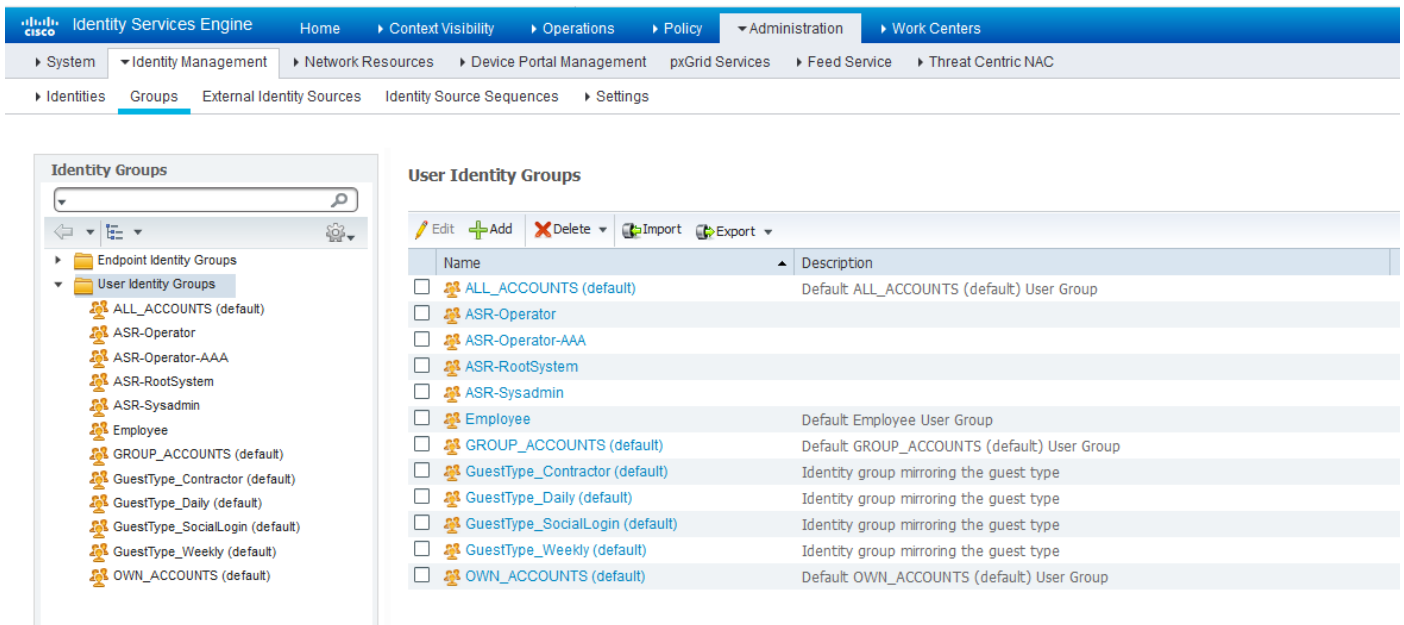 cisco Identity Services Engine Home Context Visibility Operations Policy Administration Work Centers
System Identity Management Network Resources Device Portal Management pxGrid Services Feed Service Threat Centric NAC
Identities Groups External Identity Sources Identity Source Sequences Settings
Identity Groups
Endpoint Identity Groups
User Identity Groups
ALL_ACCOUNTS (default)
ASR-Operator
ASR-Operator-AAA
ASR-RootSystem
ASR-Sysadmin
Employee
GROUP_ACCOUNTS (default)
GuestType_Contractor (default)
GuestType_Daily (default)
GuestType_SocialLogin (default)
GuestType_Weekly (default)
OWN_ACCOUNTS (default)
User Identity Groups
Edit Add Delete Import Export
Name Description
ALL_ACCOUNTS (default) Default ALL_ACCOUNTS (default) User Group
ASR-Operator
ASR-Operator-AAA
ASR-RootSystem
ASR-Sysadmin
Employee Default Employee User Group
GROUP_ACCOUNTS (default) Default GROUP_ACCOUNTS (default) User Group
GuestType_Contractor (default) Identity group mirroring the guest type
GuestType_Daily (default) Identity group mirroring the guest type
GuestType_SocialLogin (default) Identity group mirroring the guest type
GuestType_Weekly (default) Identity group mirroring the guest type
OWN_ACCOUNTS (default) Default OWN_ACCOUNTS (default) User Group